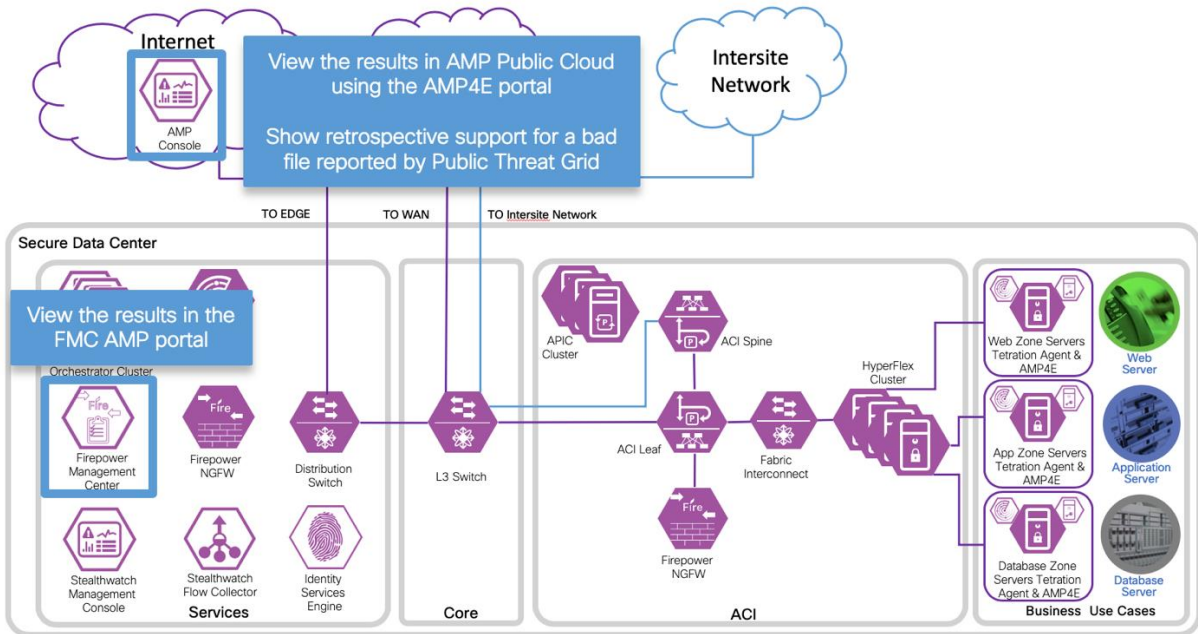 Internet
AMP
Console
View the results in AMP Public Cloud
using the AMP4E portal
Show retrospective support for a bad
file reported by Public Threat Grid
Intersite
Network
TO EDGE
TO WAN
TO Intersite Network
Secure Data Center
View the results in the
FMC AMP portal
Orchestrator Cluster
Fire
Firepower
Management
Center
Fire
Firepower
NGFW
Distribution
Switch
Stealthwatch
Management
Console
Stealthwatch
Flow Collector
Identity
Services
Engine
Services
L3 Switch
Core
APIC
Cluster
P
ACI Spine
P
ACI Leaf
Fabric
Interconnect
HyperFlex
Cluster
Fire
Firepower
NGFW
ACI
Web Zone Servers
Tetration Agent &
AMP4E
Web
Server
App Zone Servers
Tetration Agent &
AMP4E
Application
Server
Database Zone
Servers Tetration
Agent & AMP4E
Database
Server
Business Use Cases